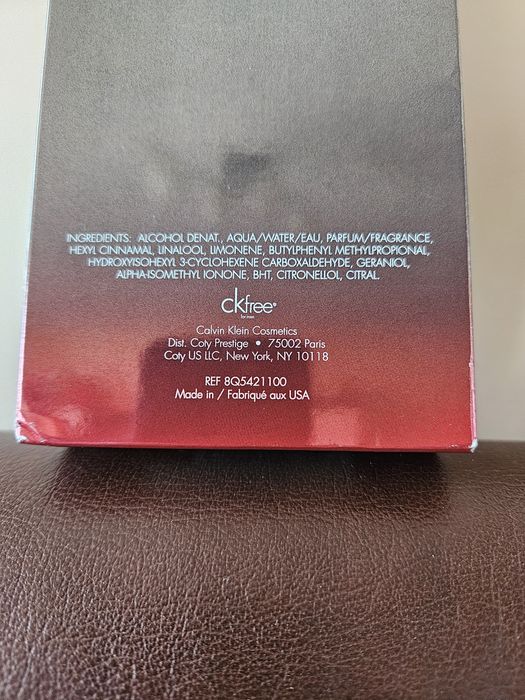 INGREDIENTS: ALCOHOL DENAT., AQUA/WATER/EAU, PARFUM/FRAGRANCE,
HEXYL CINNAMAL, LINALOOL, LIMONENE, BUTYLPHENYL METHYLPROPIONAL,
HYDROXYISOHEXYL 3-CYCLOHEXENE CARBOXALDEHYDE, GERANIOL,
ALPHA-ISOMETHYL IONONE, BHT, CITRONELLOL, CITRAL.
ckfree*
for men
Calvin Klein Cosmetics
Dist. Coty Prestige • 75002 Paris
Coty US LLC, New York, NY 10118
REF 8Q5421100
Made in / Fabriqué aux USA